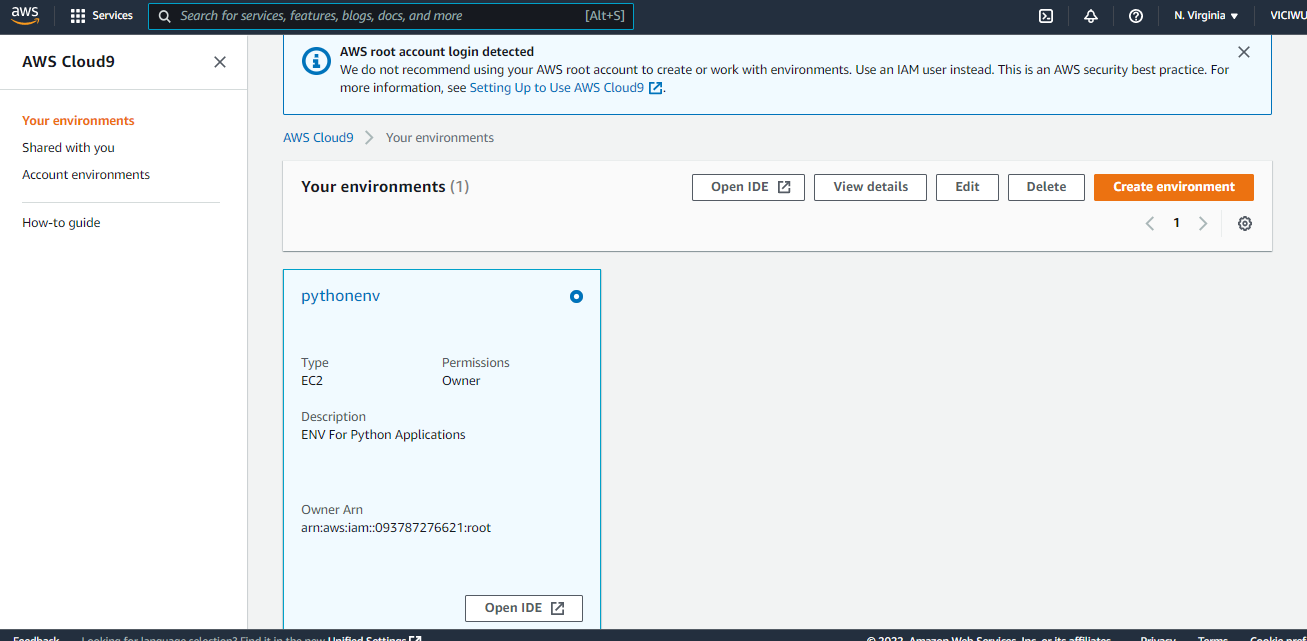 aws
Services
Search for services, features, blogs, docs, and more
[Alt+S]
N. Virginia
VICIWU
AWS Cloud9
Your environments
Shared with you
Account environments
How-to guide
AWS root account login detected
We do not recommend using your AWS root account to create or work with environments. Use an IAM user instead. This is an AWS security best practice. For
more information, see Setting Up to Use AWS Cloud9.
AWS Cloud9 > Your environments
Your environments (1)
Open IDE
View details
Edit
Delete
Create environment
1
pythonenv
Type
EC2
Permissions
Owner
Description
ENV For Python Applications
Owner Arn
arn:aws:iam::093787276621:root
Open IDE
Feedback
Looking for language selection? Find it in the new Unified Settings
© 2022, Amazon Web Services, Inc. or its affiliates.
Privacy
Terms
Cookie pref